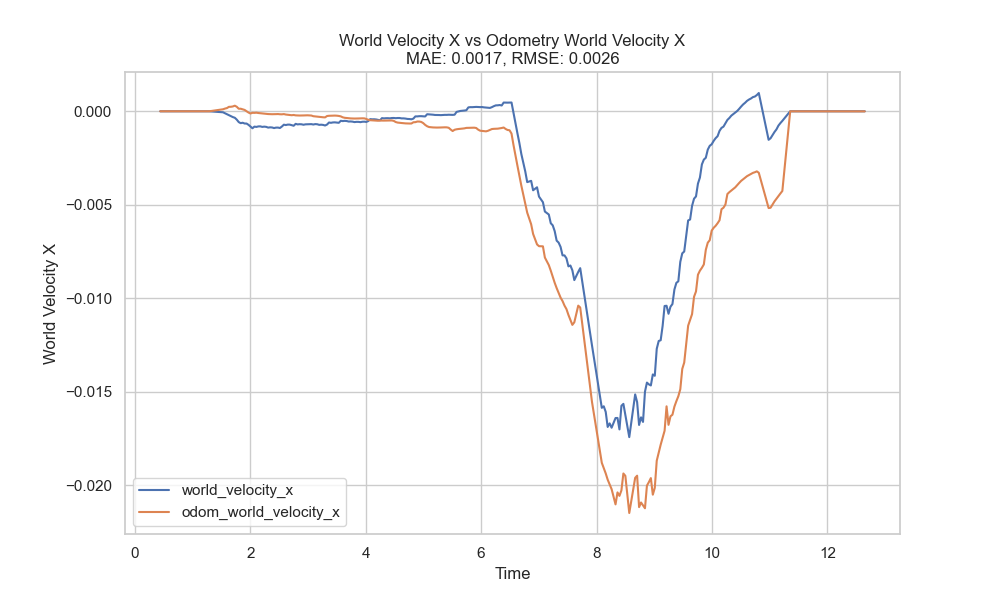 World Velocity X vs Odometry World Velocity X
MAE: 0.0017, RMSE: 0.0026
World Velocity X
0.000
−0.005
−0.010
−0.015
−0.020
world_velocity_x
odom_world_velocity_x
0 2 4 6 8 10 12
Time